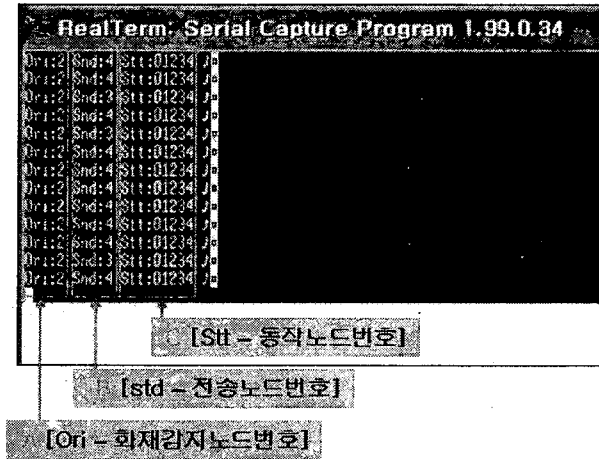 RealTerm: Serial Capture Program 1.99.0.34
Ori:2 Snd:4 Stt:01234
Ori:2 Snd:4 Stt:01234
Ori:2 Snd:3 Stt:01234
Ori:2 Snd:4 Stt:01234
Ori:2 Snd:3 Stt:01234
Ori:2 Snd:4 Stt:01234
Ori:2 Snd:4 Stt:01234
Ori:2 Snd:4 Stt:01234
Ori:2 Snd:4 Stt:01234
Ori:2 Snd:4 Stt:01234
Ori:2 Snd:4 Stt:01234
Ori:2 Snd:3 Stt:01234
Ori:2 Snd:4 Stt:01234
[Stt – 동작노드번호]
[std – 전송노드번호]
[Ori – 화재감지노드번호]